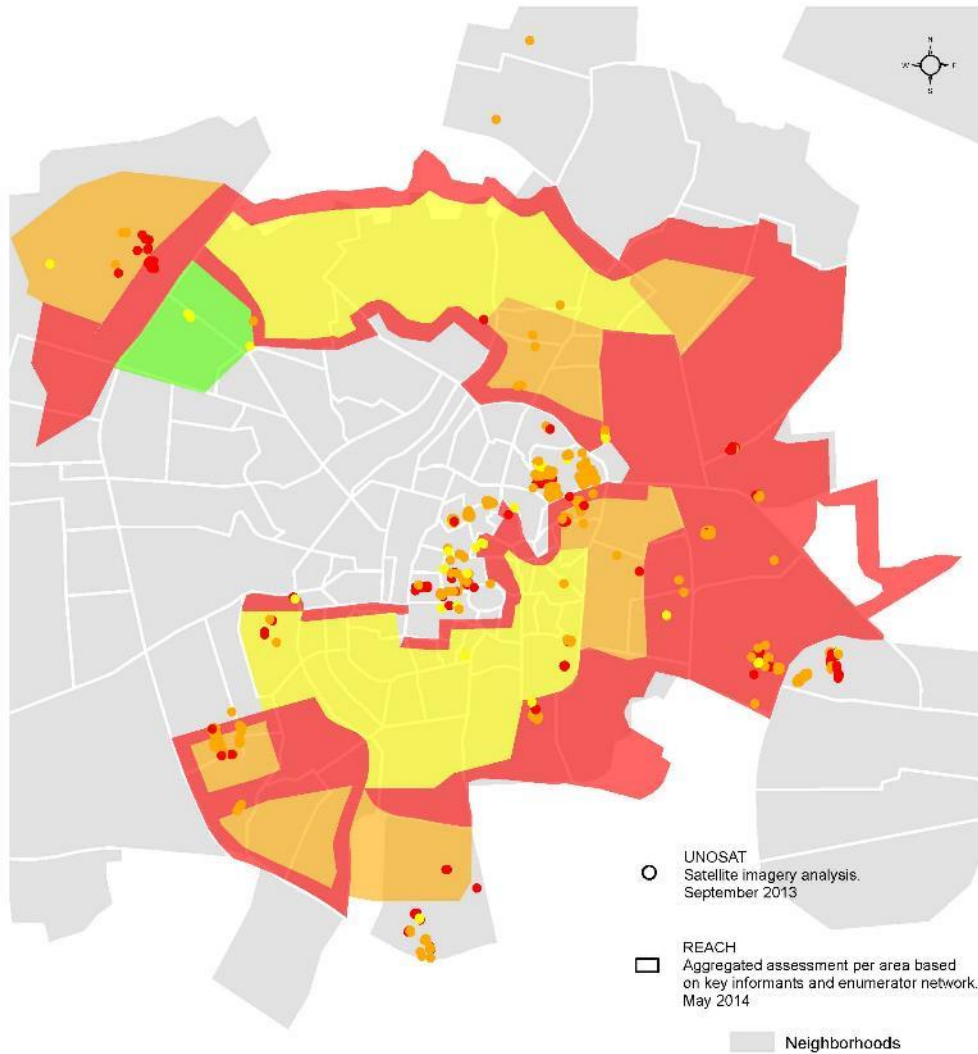 N
W E
S
UNOSAT
Satellite imagery analysis.
September 2013
REACH
Aggregated assessment per area based
on key informants and enumerator network.
May 2014
Neighborhoods